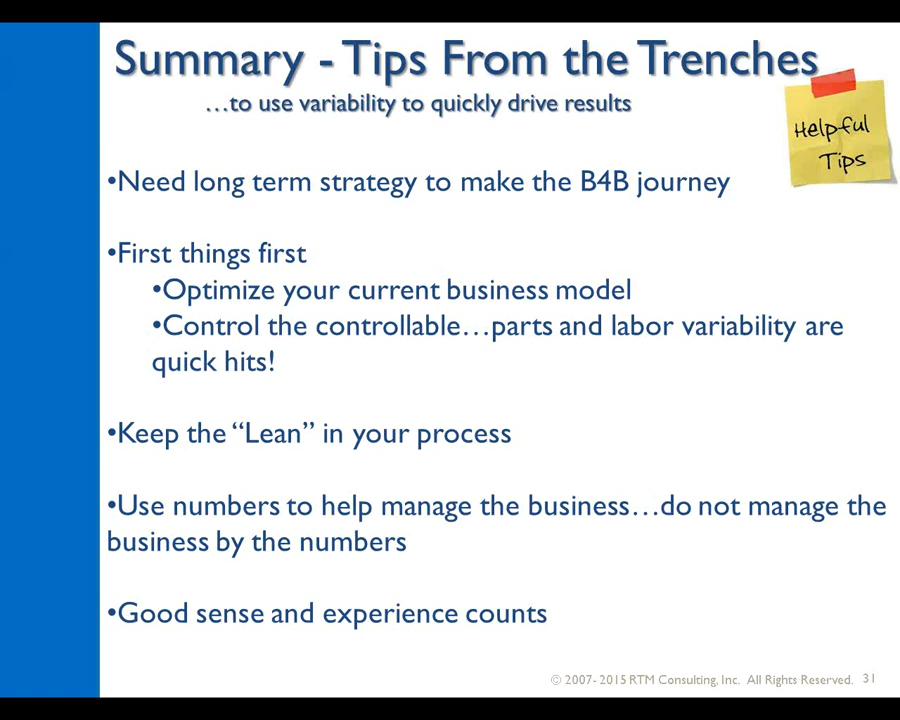 Summary - Tips From the Trenches
…to use variability to quickly drive results
Helpful
Tips
•Need long term strategy to make the B4B journey
•First things first
•Optimize your current business model
•Control the controllable…parts and labor variability are
quick hits!
•Keep the “Lean” in your process
•Use numbers to help manage the business…do not manage the
business by the numbers
•Good sense and experience counts
© 2007- 2015 RTM Consulting, Inc. All Rights Reserved. 31